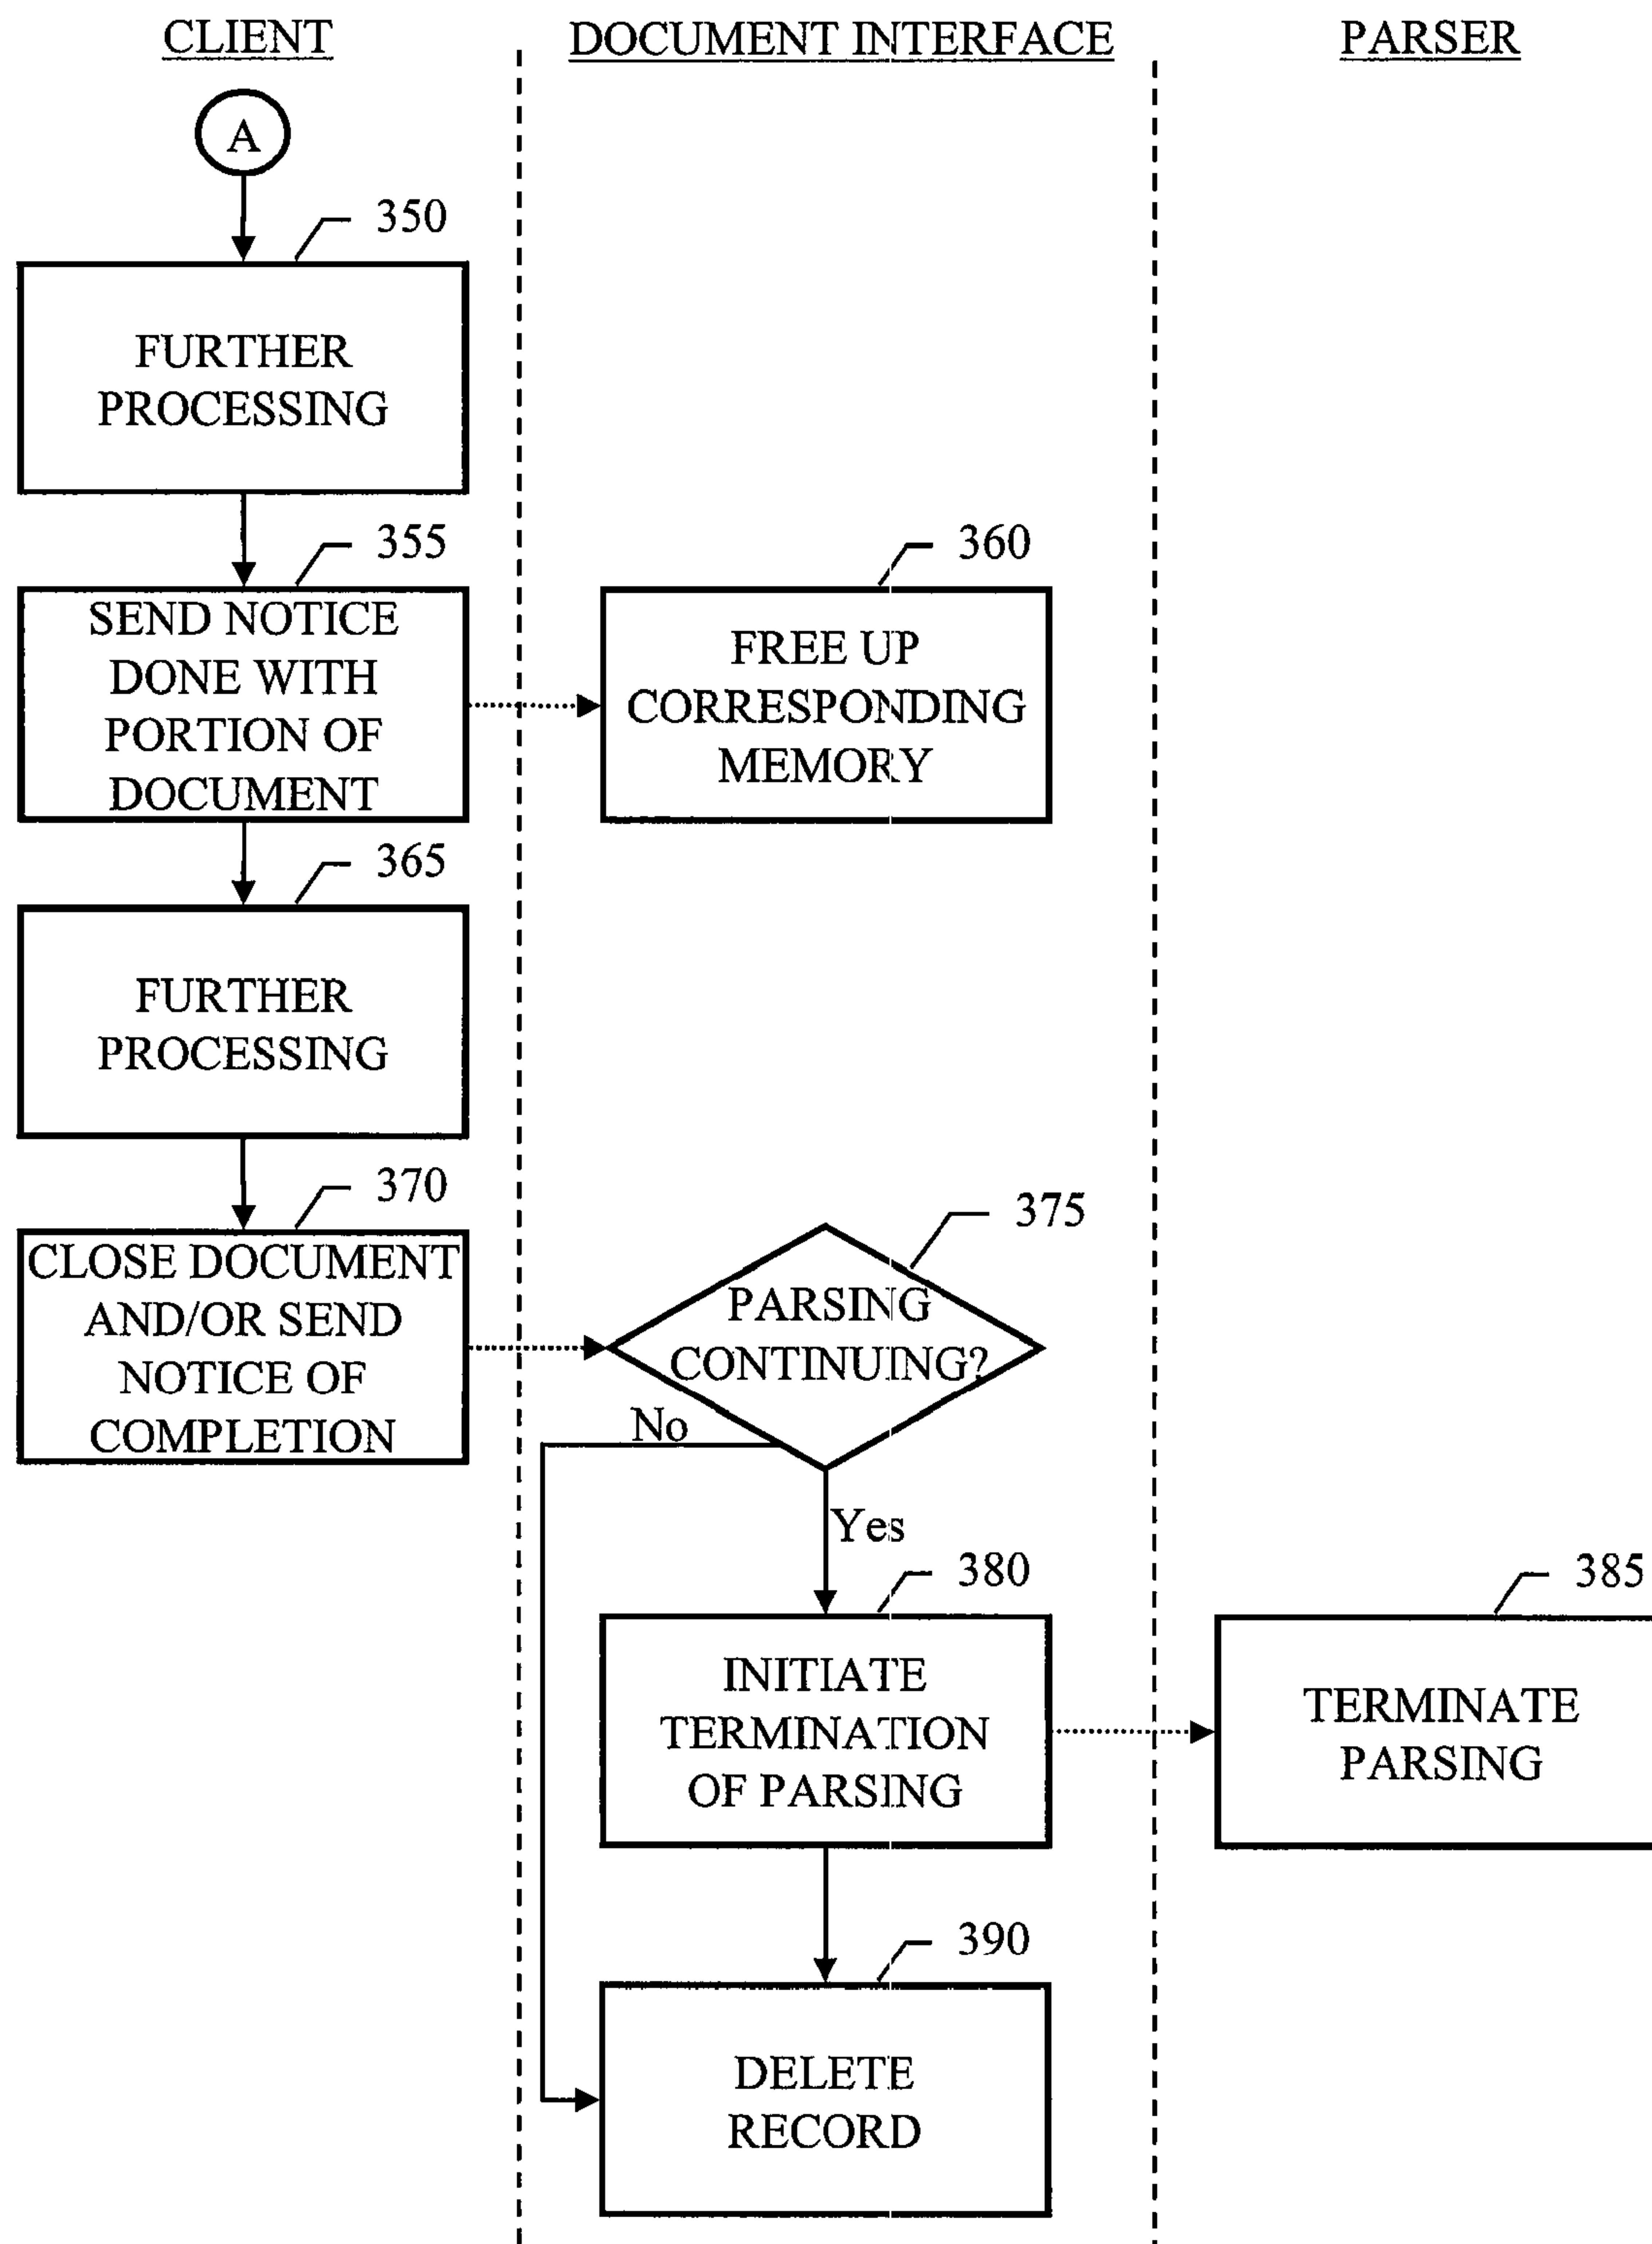 CLIENT
DOCUMENT INTERFACE
PARSER
A
350
FURTHER
PROCESSING
355
SEND NOTICE
DONE WITH
PORTION OF
DOCUMENT
360
FREE UP
CORRESPONDING
MEMORY
365
FURTHER
PROCESSING
370
CLOSE DOCUMENT
AND/OR SEND
NOTICE OF
COMPLETION
375
PARSING
CONTINUING?
No
Yes
380
INITIATE
TERMINATION
OF PARSING
385
TERMINATE
PARSING
390
DELETE
RECORD